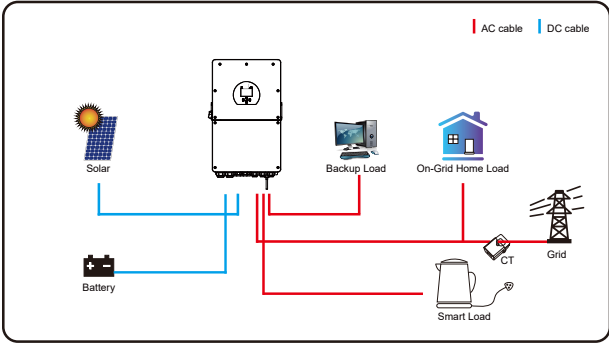 AC cable
DC cable
Solar
Backup Load
On-Grid Home Load
CT
Grid
Battery
Smart Load